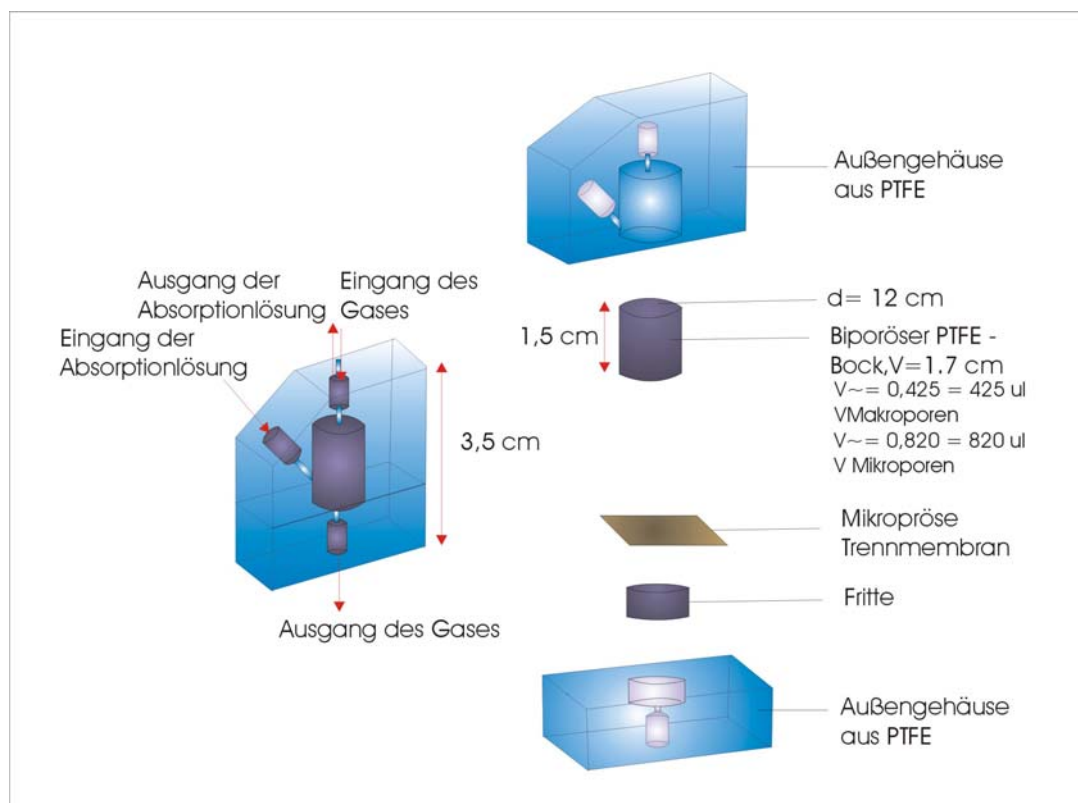 Außengehäuse
aus PTFE
Ausgang der
Absorptionlösung
Eingang des
Gases
Eingang der
Absorptionlösung
3,5 cm
Ausgang des Gases
1,5 cm
d= 12 cm
Biporöser PTFE -
Bock,V=1.7 cm
V~= 0,425 = 425 ul
VMakroporen
V~= 0,820 = 820 ul
V Mikroporen
Mikropröse
Trennmembran
Fritte
Außengehäuse
aus PTFE